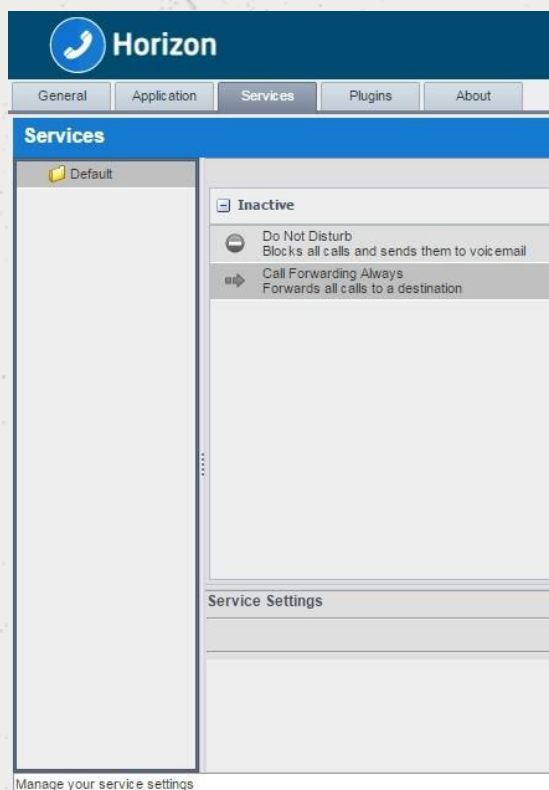 Horizon
General Application Services Plugins About
Services
Default
Inactive
Do Not Disturb
Blocks all calls and sends them to voicemail
Call Forwarding Always
Forwards all calls to a destination
Service Settings
Manage your service settings